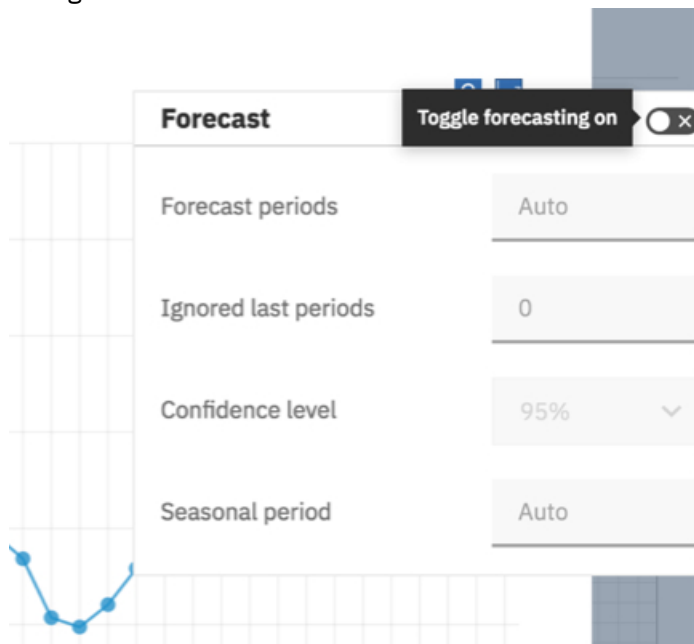 Forecast
Toggle forecasting on
Forecast periods
Auto
Ignored last periods
0
Confidence level
95%
Seasonal period
Auto